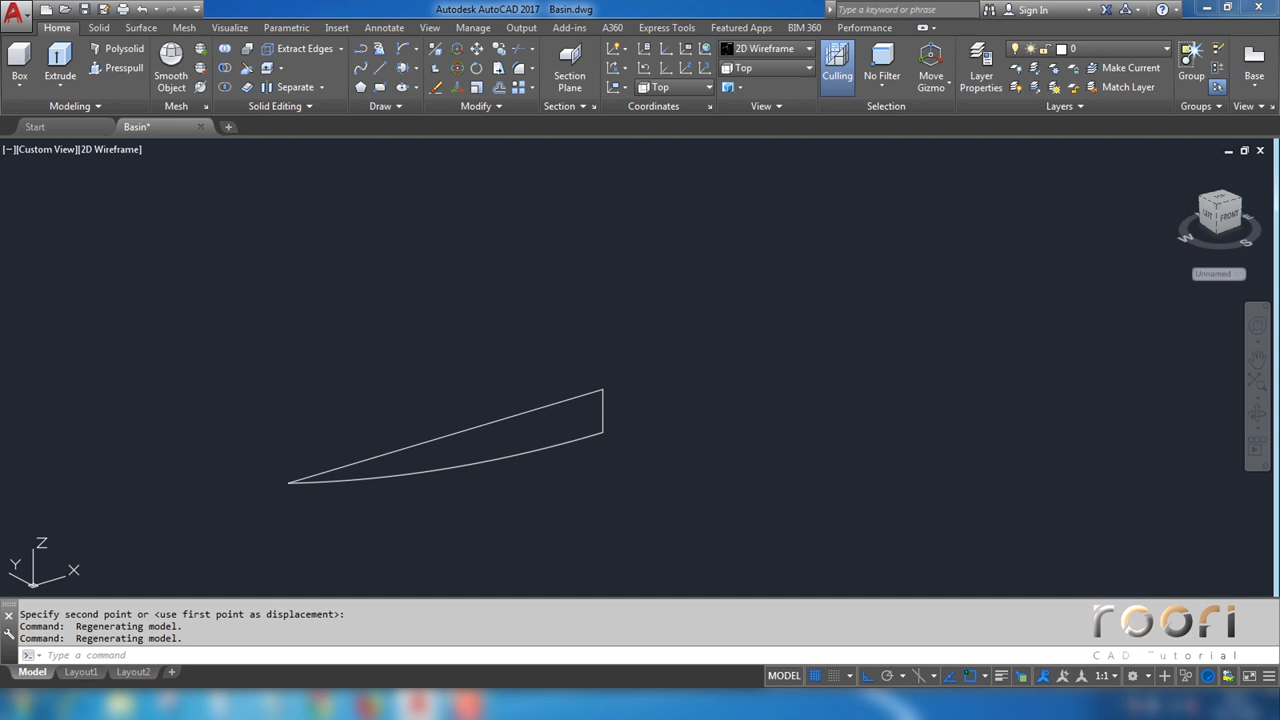 Autodesk AutoCAD 2017 Basin.dwg
Type a keyword or phrase
Sign In
Home Solid Surface Mesh Visualize Parametric Insert Annotate View Manage Output Add-ins A360 Express Tools Featured Apps BIM 360 Performance
Box
Extrude
Polysolid
Presspull
Modeling
Smooth Object
Mesh
Extract Edges
Separate
Solid Editing
Draw
Modify
Section Plane
Section
Top
Coordinates
2D Wireframe
Top
View
Culling
No Filter
Move Gizmo
Selection
Layer Properties
0
Make Current
Match Layer
Layers
Group
Groups
Base
View
Start
Basin*
[−][Custom View][2D Wireframe]
TOP
LEFT
FRONT
W
S
E
Unnamed
Z
Y
X
Specify second point or <use first point as displacement>:
Command: Regenerating model.
Command: Regenerating model.
Type a command
roori
CAD Tutorial
Model Layout1 Layout2
MODEL
1:1